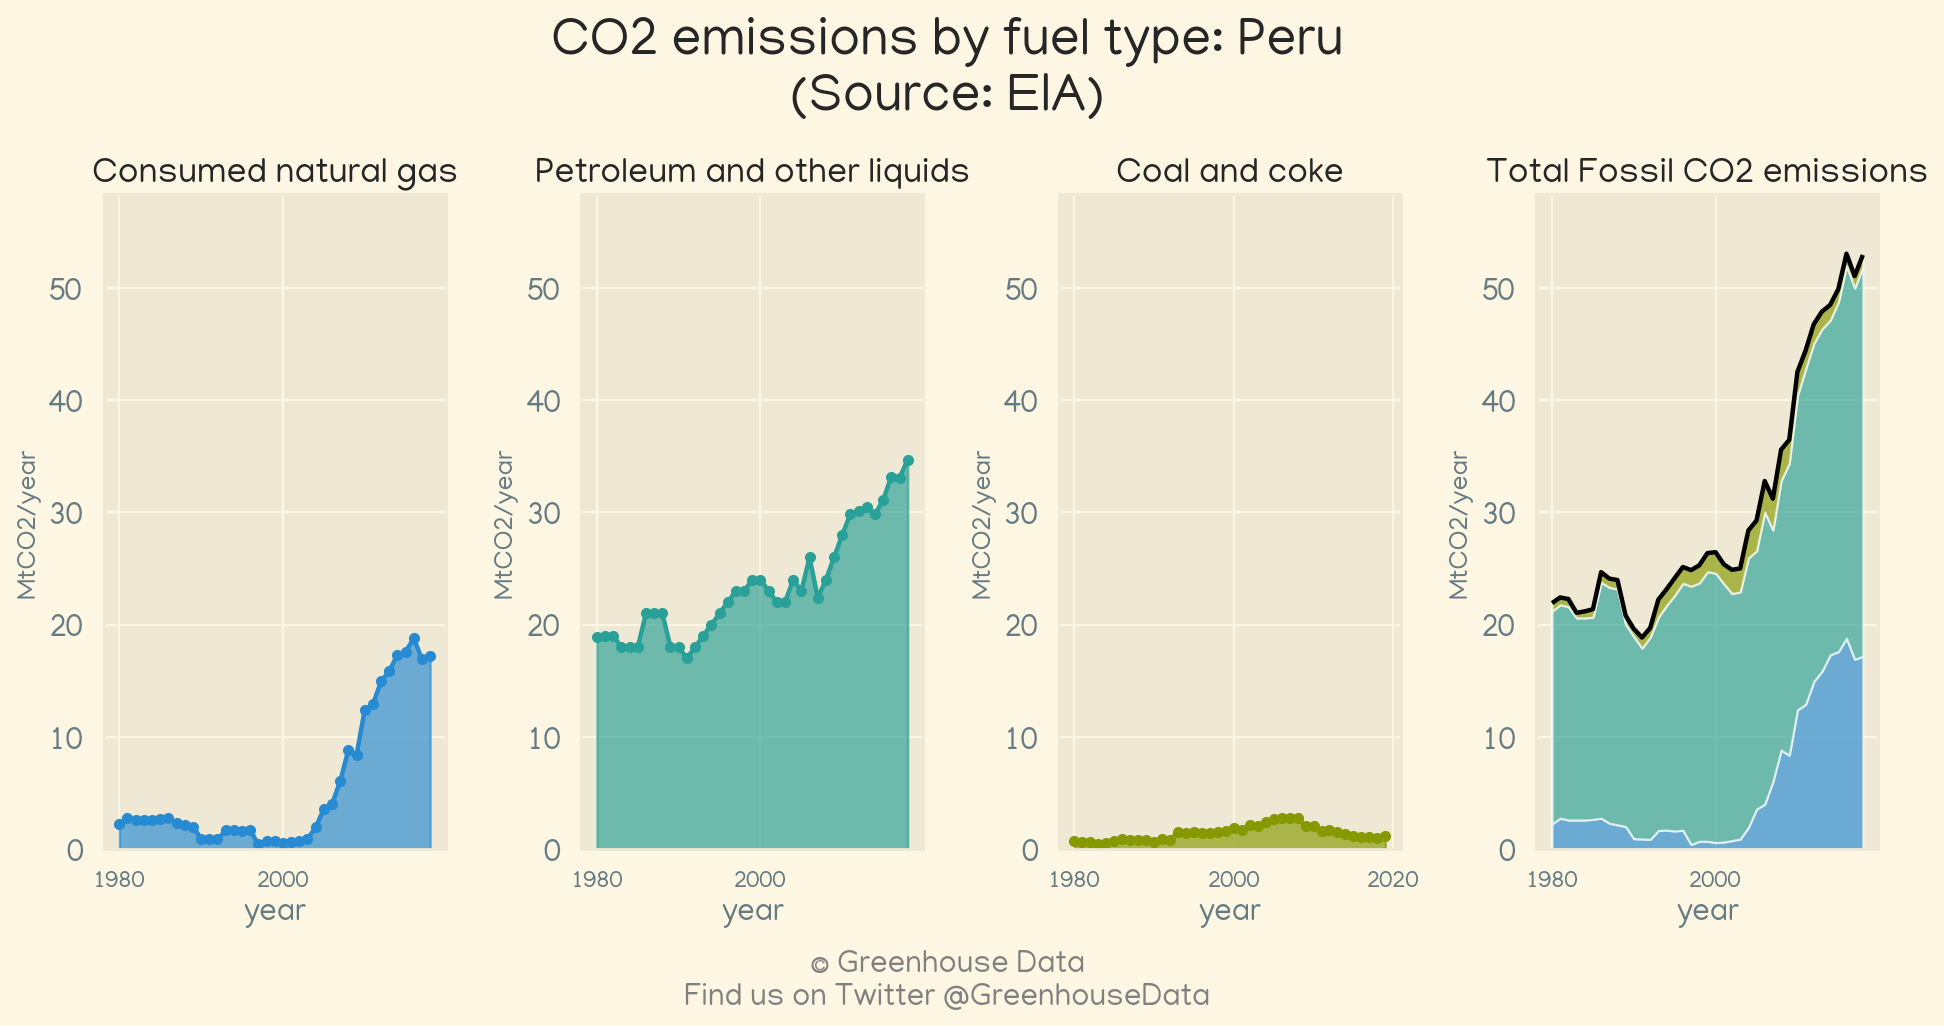 CO2 emissions by fuel type: Peru
(Source: EIA)
Consumed natural gas
Petroleum and other liquids
Coal and coke
Total Fossil CO2 emissions
MtCO2/year
50
40
30
20
10
0
1980
2000
year
MtCO2/year
50
40
30
20
10
0
1980
2000
year
MtCO2/year
50
40
30
20
10
0
1980
2000
2020
year
MtCO2/year
50
40
30
20
10
0
1980
2000
year
© Greenhouse Data
Find us on Twitter @GreenhouseData